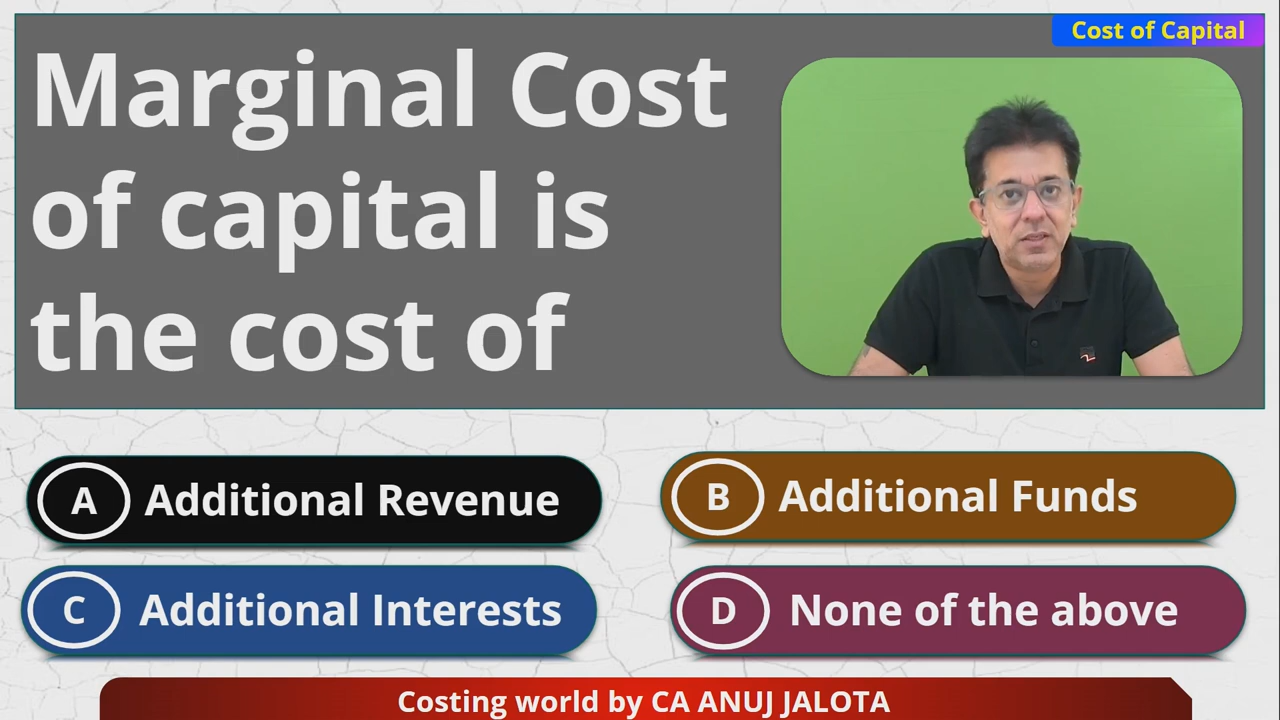 Cost of Capital
Marginal Cost
of capital is
the cost of
A Additional Revenue
B Additional Funds
C Additional Interests
D None of the above
Costing world by CA ANUJ JALOTA